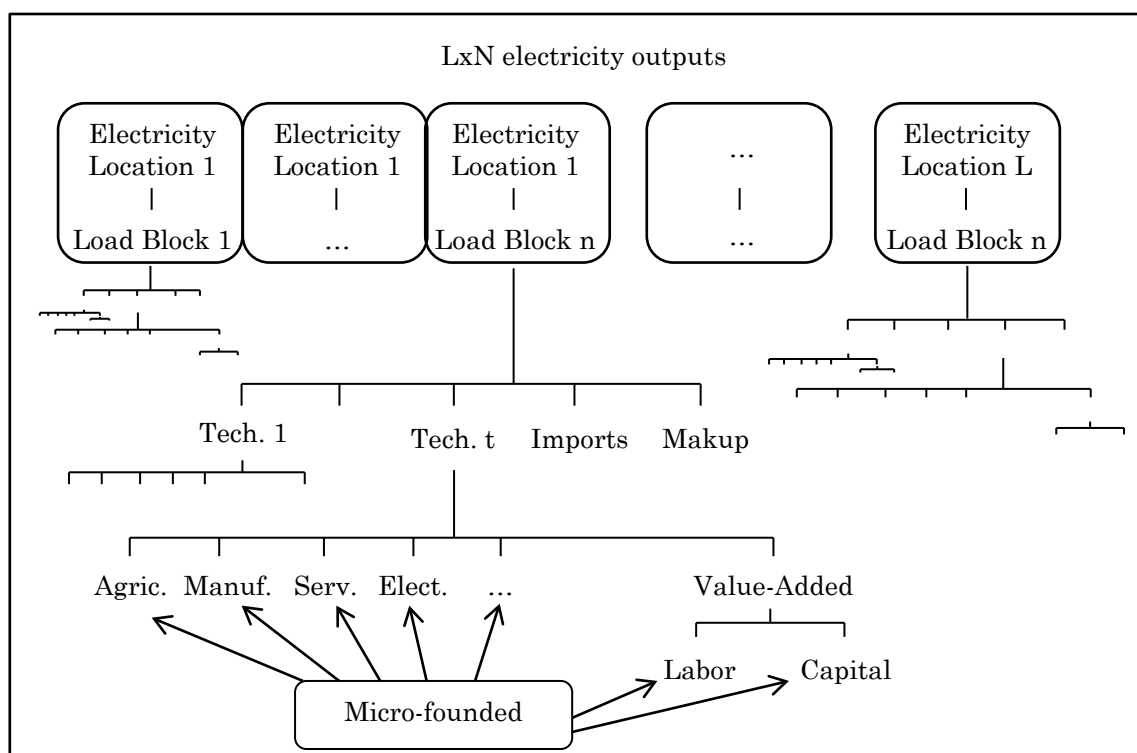 LxN electricity outputs
Electricity
Location 1
|
Load Block 1
Electricity
Location 1
|
...
Electricity
Location 1
|
Load Block n
...
|
...
Electricity
Location L
|
Load Block n
Tech. 1
Tech. t
Imports
Makup
Agric.
Manuf.
Serv.
Elect.
...
Value-Added
Labor
Capital
Micro-founded